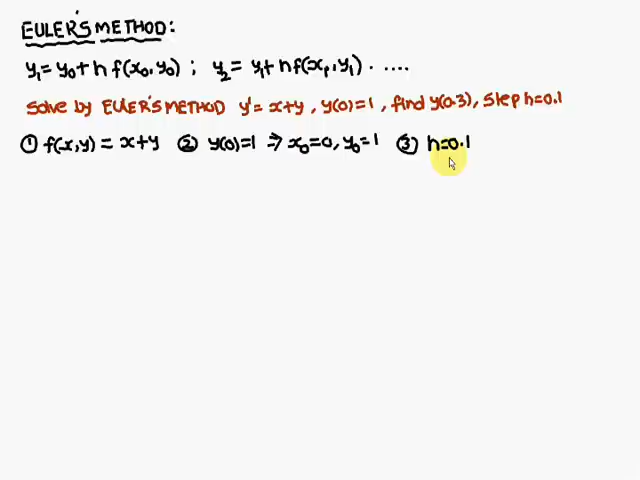 EULER'S METHOD:
y₁ = y₀ + h f(x₀, y₀) ; y₂ = y₁ + h f(x₁, y₁) . ....
Solve by EULER'S METHOD y' = x+y , y(0)=1 , find y(0.3), Step h=0.1
① f(x,y) = x+y ② y(0)=1 ⇒ x₀=0, y₀=1 ③ h=0.1